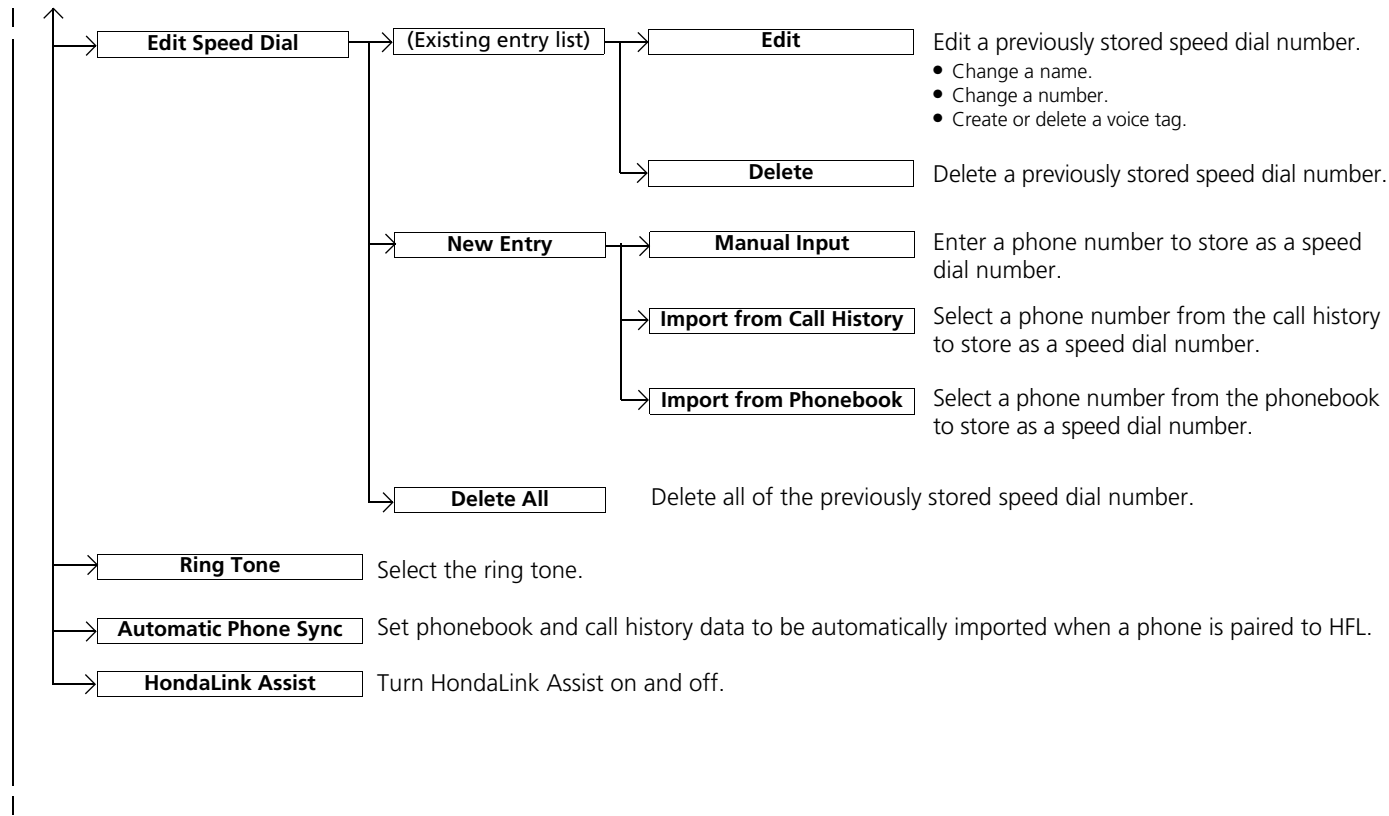 Edit Speed Dial
(Existing entry list)
Edit
Edit a previously stored speed dial number.
• Change a name.
• Change a number.
• Create or delete a voice tag.
Delete
Delete a previously stored speed dial number.
New Entry
Manual Input
Enter a phone number to store as a speed
dial number.
Import from Call History
Select a phone number from the call history
to store as a speed dial number.
Import from Phonebook
Select a phone number from the phonebook
to store as a speed dial number.
Delete All
Delete all of the previously stored speed dial number.
Ring Tone
Select the ring tone.
Automatic Phone Sync
Set phonebook and call history data to be automatically imported when a phone is paired to HFL.
HondaLink Assist
Turn HondaLink Assist on and off.